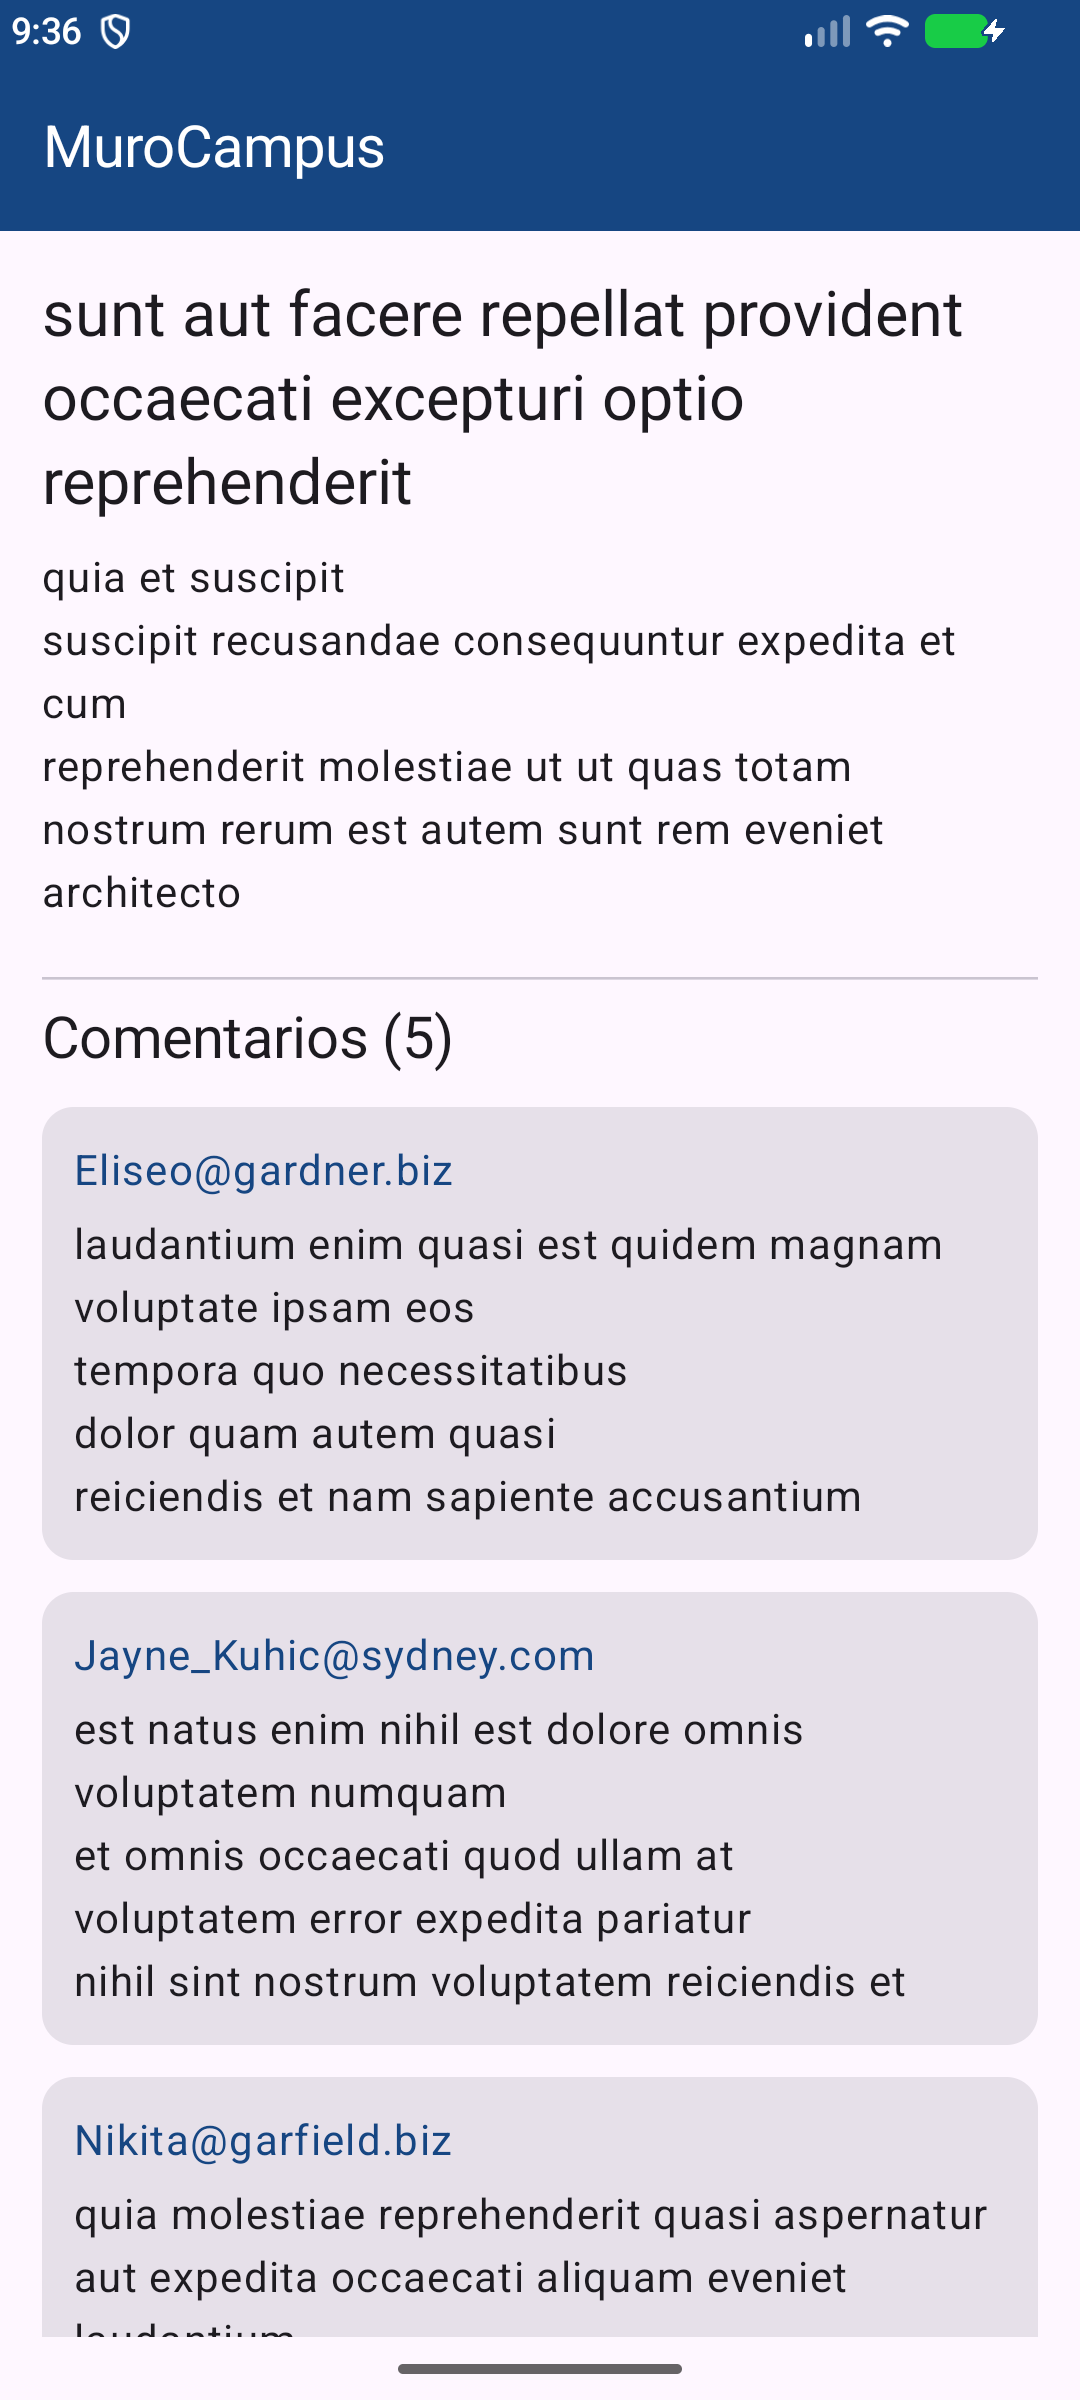 9:36
MuroCampus
sunt aut facere repellat provident
occaecati excepturi optio
reprehenderit
quia et suscipit
suscipit recusandae consequuntur expedita et
cum
reprehenderit molestiae ut ut quas totam
nostrum rerum est autem sunt rem eveniet
architecto
Comentarios (5)
Eliseo@gardner.biz
laudantium enim quasi est quidem magnam
voluptate ipsam eos
tempora quo necessitatibus
dolor quam autem quasi
reiciendis et nam sapiente accusantium
Jayne_Kuhic@sydney.com
est natus enim nihil est dolore omnis
voluptatem numquam
et omnis occaecati quod ullam at
voluptatem error expedita pariatur
nihil sint nostrum voluptatem reiciendis et
Nikita@garfield.biz
quia molestiae reprehenderit quasi aspernatur
aut expedita occaecati aliquam eveniet